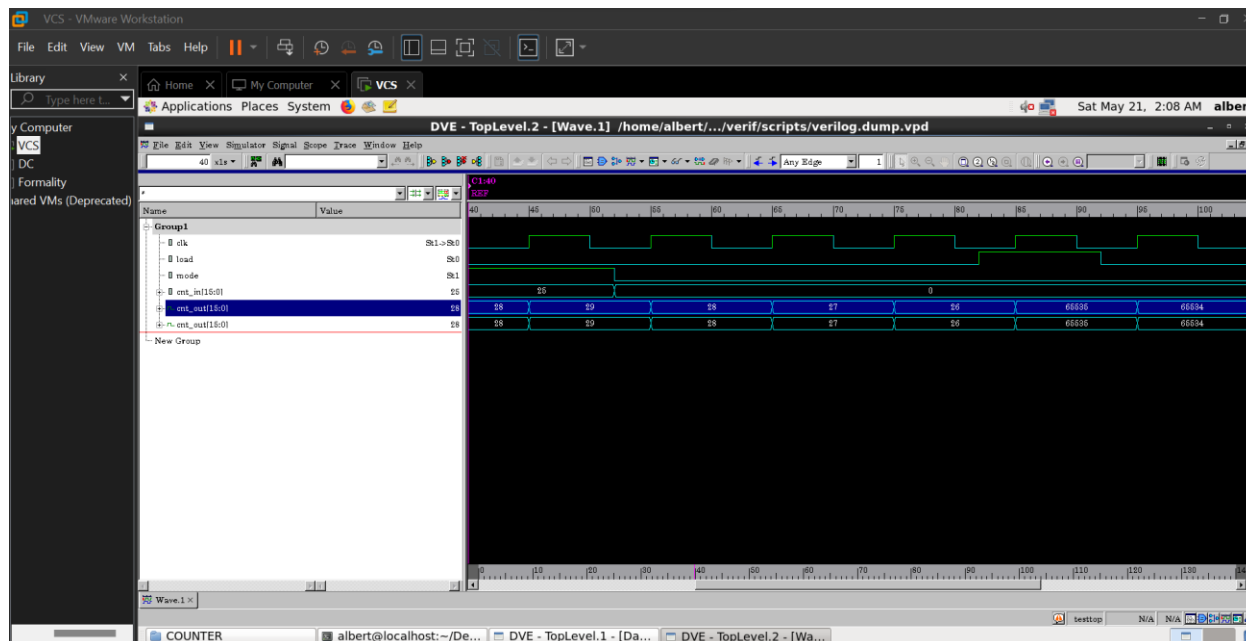 VCS - VMware Workstation
File Edit View VM Tabs Help
Library
Type here t...
y Computer
VCS
DC
Formality
ared VMs (Deprecated)
Home My Computer VCS
Applications Places System Sat May 21, 2:08 AM alber
DVE - TopLevel.2 - [Wave.1] /home/albert/.../verif/scripts/verilog.dump.vpd
File Edit View Simulator Signal Scope Trace Window Help
40 x1s Any Edge 1
C1:40
REF
*
Name Value 40 45 50 55 60 65 70 75 80 85 90 95 100
Group1
clk St1->St0
load St0
mode St1
cnt_in[15:0] 25 25 0
cnt_out[15:0] 28 28 29 28 27 26 65535 65534
cnt_out[15:0] 28 28 29 28 27 26 65535 65534
New Group
0 10 20 30 40 50 60 70 80 90 100 110 120 130 14
Wave.1
testtop N/A N/A
COUNTER albert@localhost:~/De... DVE - TopLevel.1 - [Da... DVE - TopLevel.2 - [Wa...